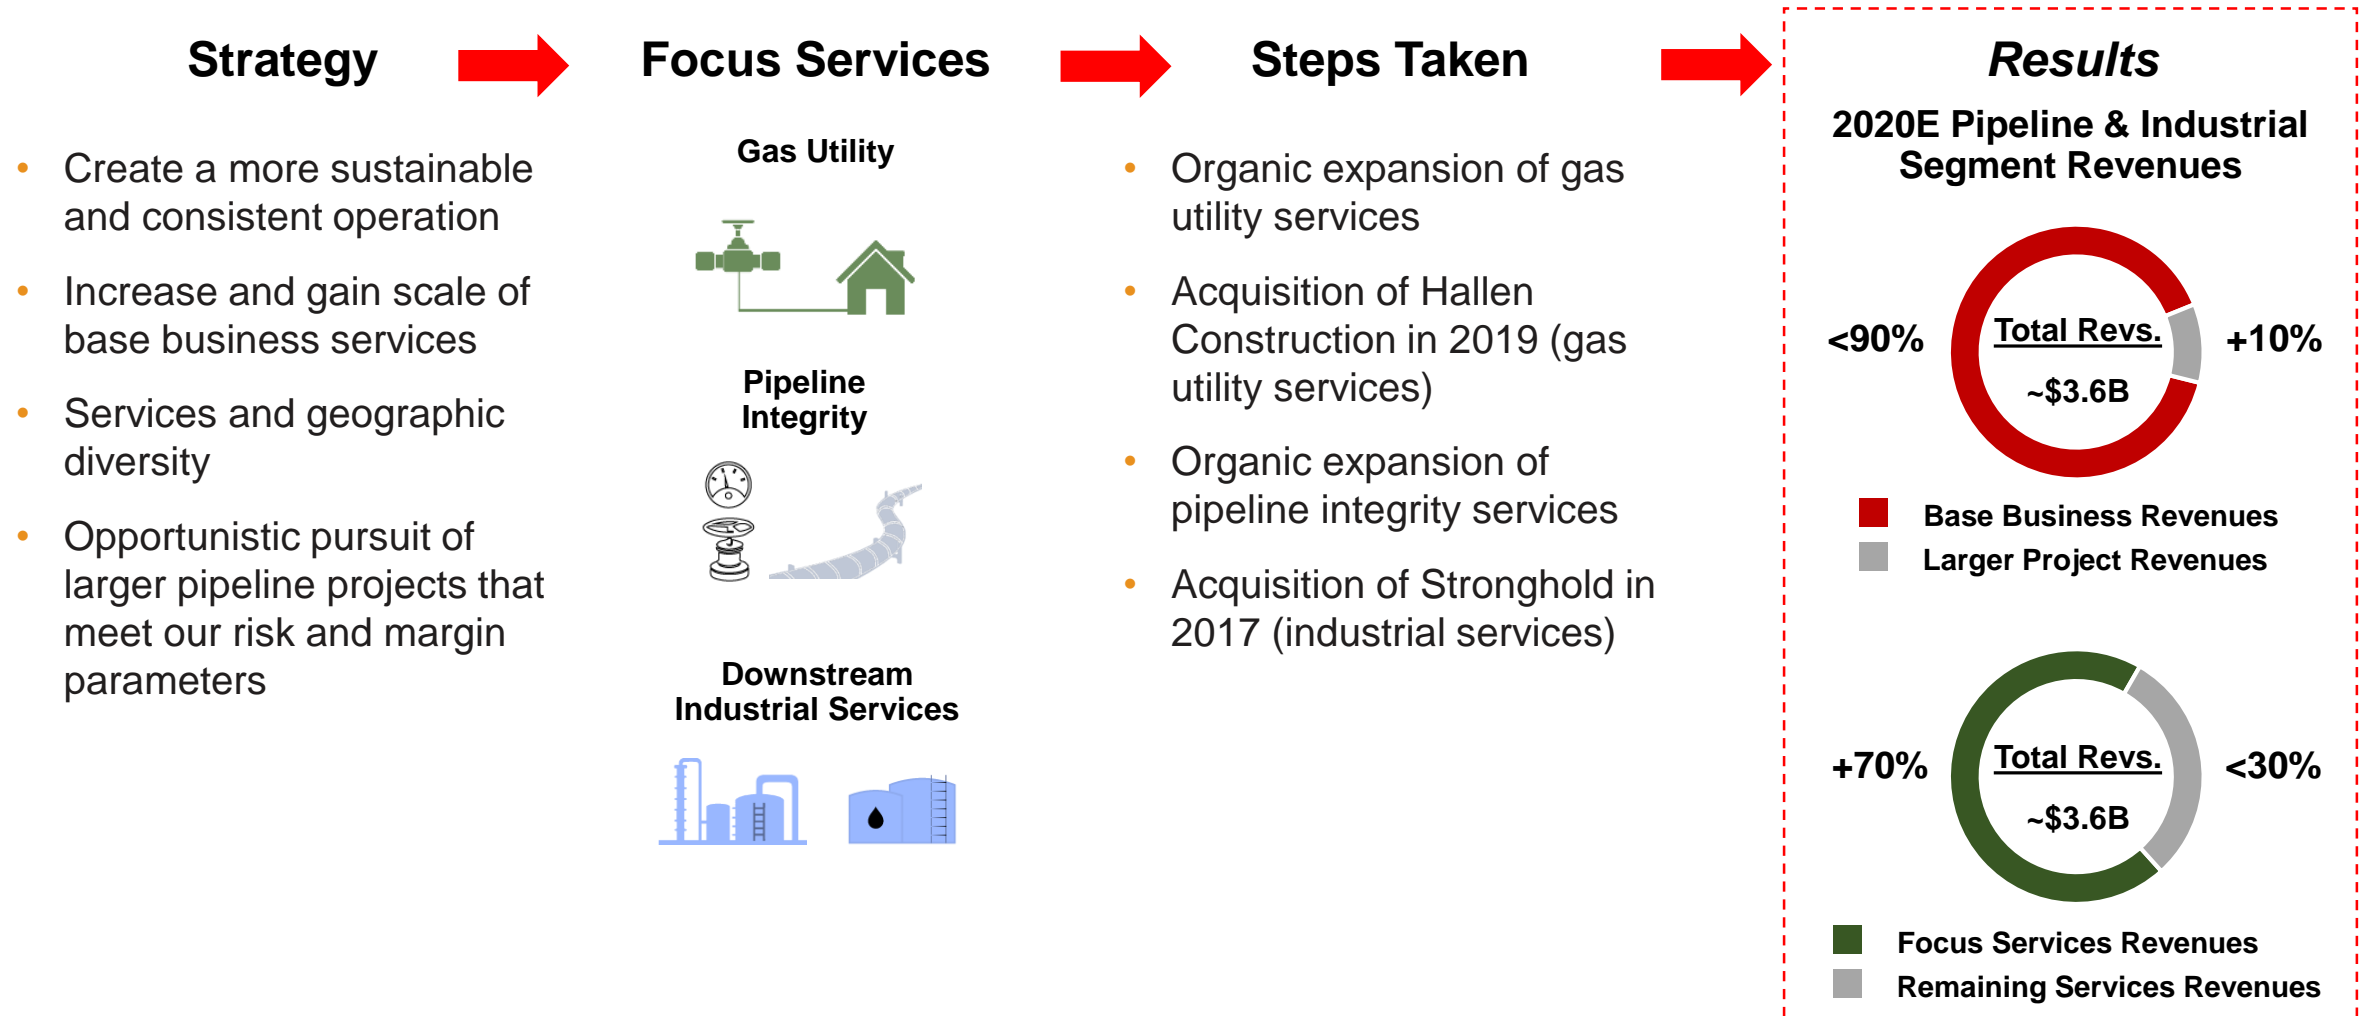 Strategy
• Create a more sustainable
and consistent operation
• Increase and gain scale of
base business services
• Services and geographic
diversity
• Opportunistic pursuit of
larger pipeline projects that
meet our risk and margin
parameters
Focus Services
Gas Utility
Pipeline
Integrity
Downstream
Industrial Services
Steps Taken
• Organic expansion of gas
utility services
• Acquisition of Hallen
Construction in 2019 (gas
utility services)
• Organic expansion of
pipeline integrity services
• Acquisition of Stronghold in
2017 (industrial services)
Results
2020E Pipeline & Industrial
Segment Revenues
<90%
Total Revs.
~$3.6B
+10%
Base Business Revenues
Larger Project Revenues
+70%
Total Revs.
~$3.6B
<30%
Focus Services Revenues
Remaining Services Revenues